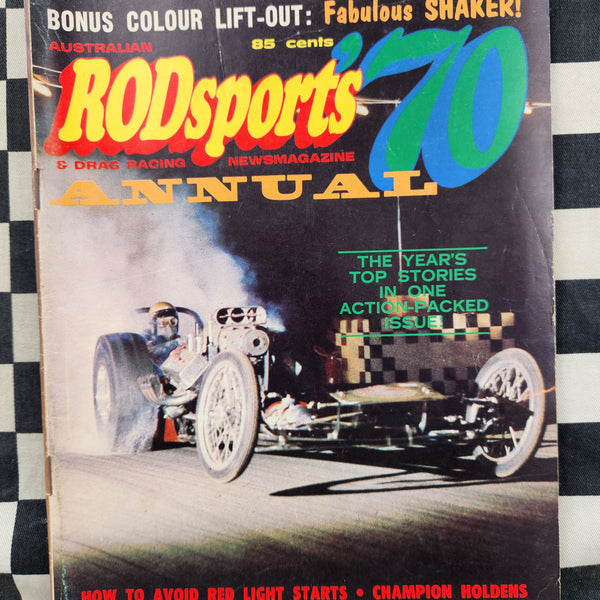 BONUS COLOUR LIFT-OUT: Fabulous SHAKER!
AUSTRALIAN 85 cents
RODsports '70
& DRAG RACING NEWSMAGAZINE
ANNUAL
THE YEAR'S
TOP STORIES
IN ONE
ACTION-PACKED
ISSUE!
HOW TO AVOID RED LIGHT STARTS • CHAMPION HOLDENS